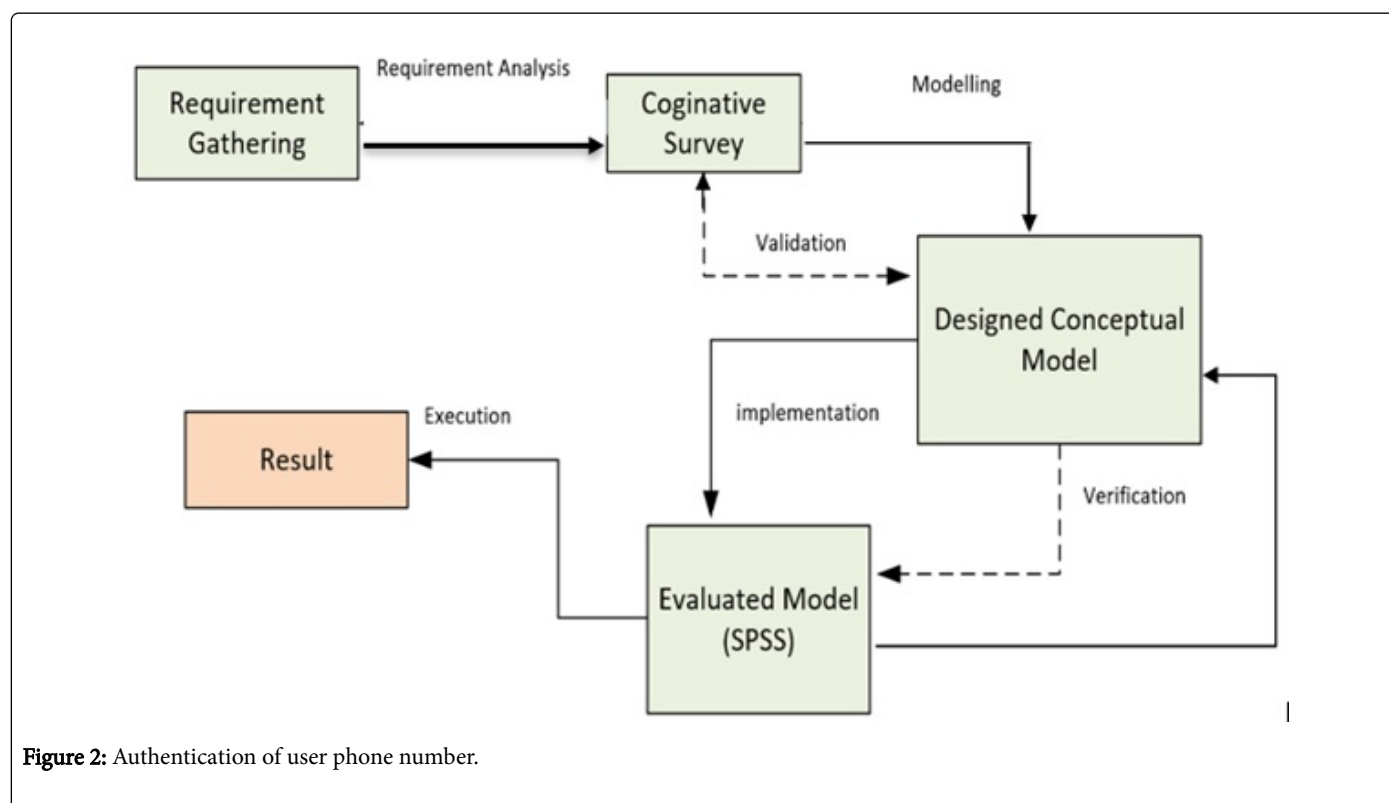 Requirement
Gathering
Requirement Analysis
Coginative
Survey
Modelling
Validation
Designed Conceptual
Model
implementation
Execution
Result
Verification
Evaluated Model
(SPSS)
Figure 2: Authentication of user phone number.